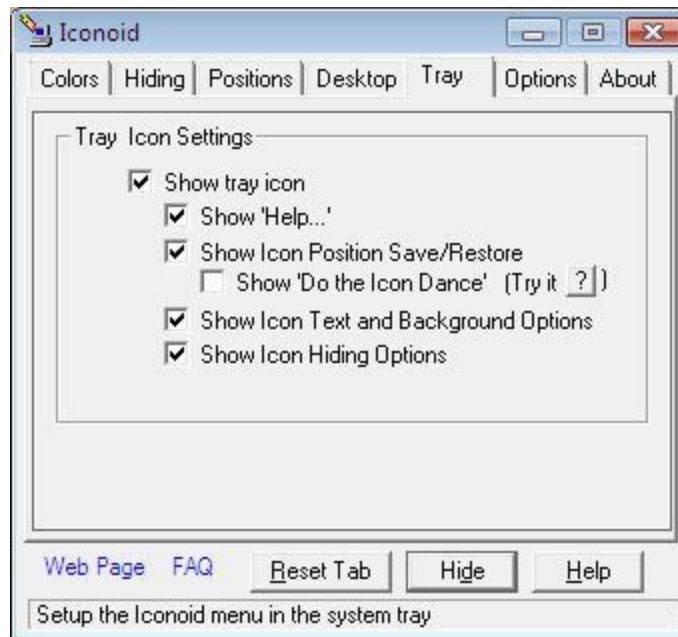 Iconoid
Colors Hiding Positions Desktop Tray Options About
Tray Icon Settings
Show tray icon
Show 'Help...'
Show Icon Position Save/Restore
Show 'Do the Icon Dance' (Try it ? )
Show Icon Text and Background Options
Show Icon Hiding Options
Web Page FAQ Reset Tab Hide Help
Setup the Iconoid menu in the system tray